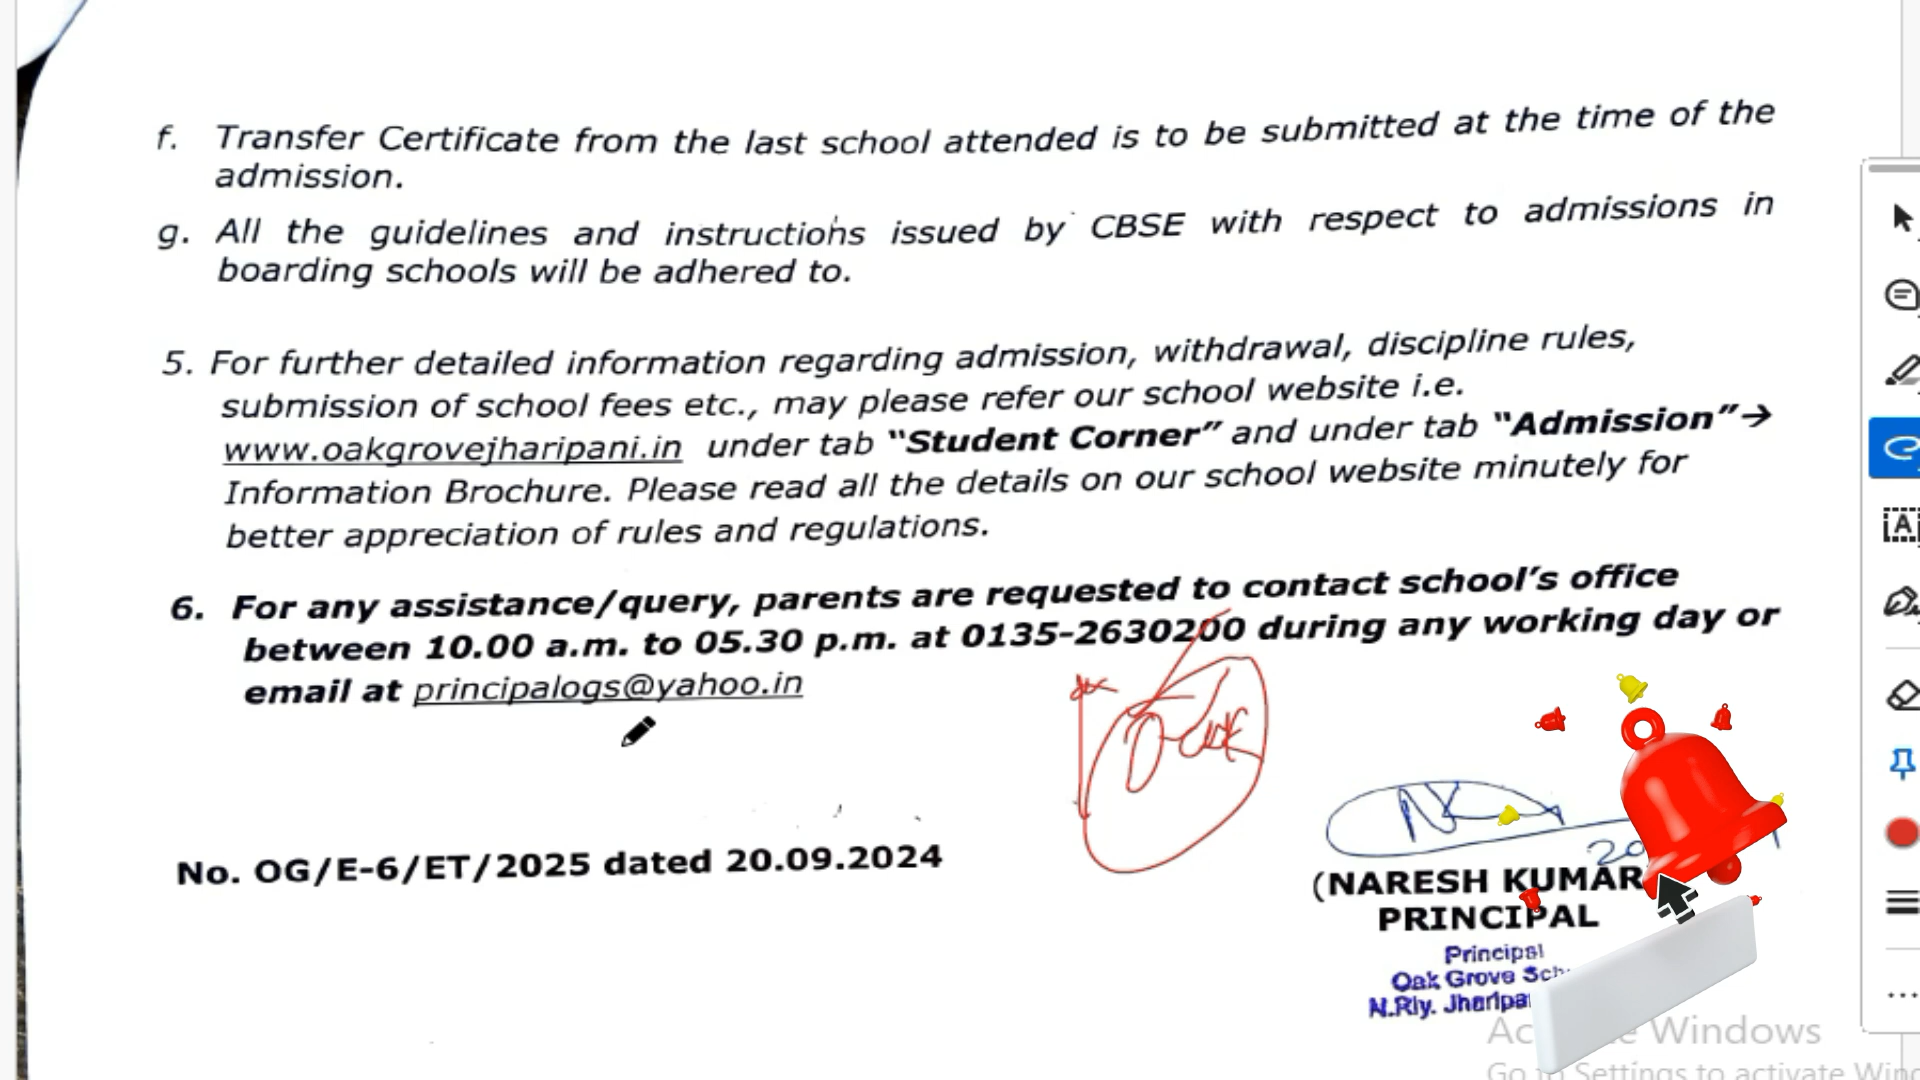 f. Transfer Certificate from the last school attended is to be submitted at the time of the
admission.
g. All the guidelines and instructions issued by CBSE with respect to admissions in
boarding schools will be adhered to.
5. For further detailed information regarding admission, withdrawal, discipline rules,
submission of school fees etc., may please refer our school website i.e.
www.oakgrovejharipani.in under tab “Student Corner” and under tab “Admission”→
Information Brochure. Please read all the details on our school website minutely for
better appreciation of rules and regulations.
6. For any assistance/query, parents are requested to contact school’s office
between 10.00 a.m. to 05.30 p.m. at 0135-2630200 during any working day or
email at principalogs@yahoo.in
No. OG/E-6/ET/2025 dated 20.09.2024
(NARESH KUMAR
PRINCIPAL
Principal
Oak Grove
N.Rly.
Windows
Settings to activate